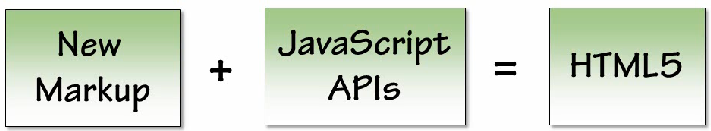 New
Markup
+
JavaScript
APIs
=
HTML5